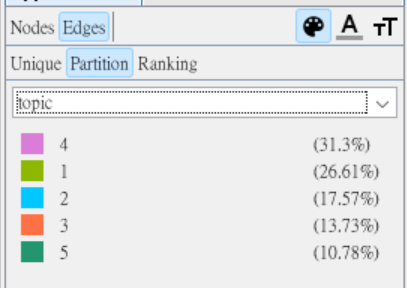 Nodes Edges A TT
Unique Partition Ranking
topic
4 (31.3%)
1 (26.61%)
2 (17.57%)
3 (13.73%)
5 (10.78%)